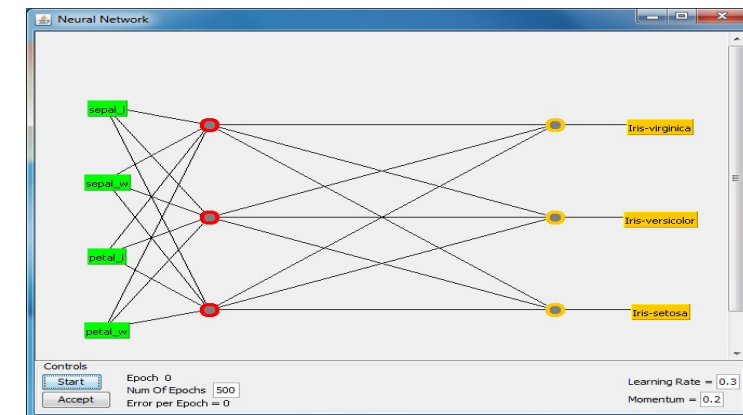 Neural Network
sepal_l
Iris-virginica
sepal_w
Iris-versicolor
petal_l
Iris-setosa
petal_w
Controls
Start
Accept
Epoch 0
Num Of Epochs 500
Error per Epoch = 0
Learning Rate = 0.3
Momentum = 0.2